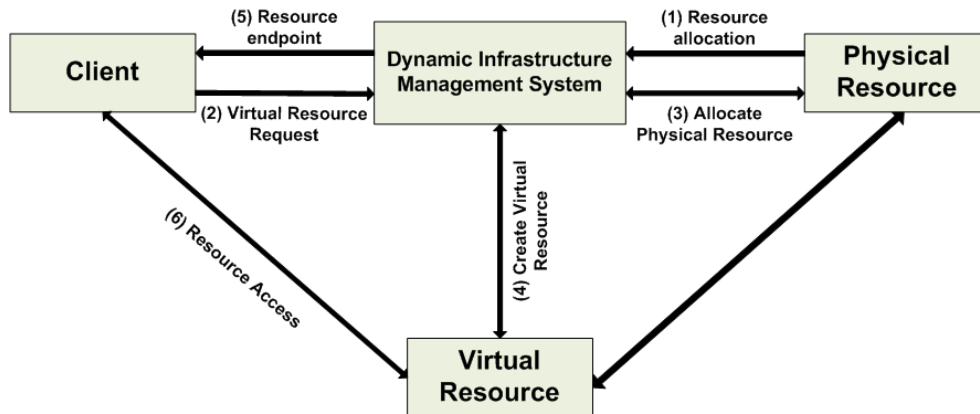 (5) Resource
endpoint
(1) Resource
allocation
Client
Dynamic Infrastructure
Management System
Physical
Resource
(2) Virtual Resource
Request
(3) Allocate
Physical Resource
(4) Create Virtual
Resource
(6) Resource Access
Virtual
Resource